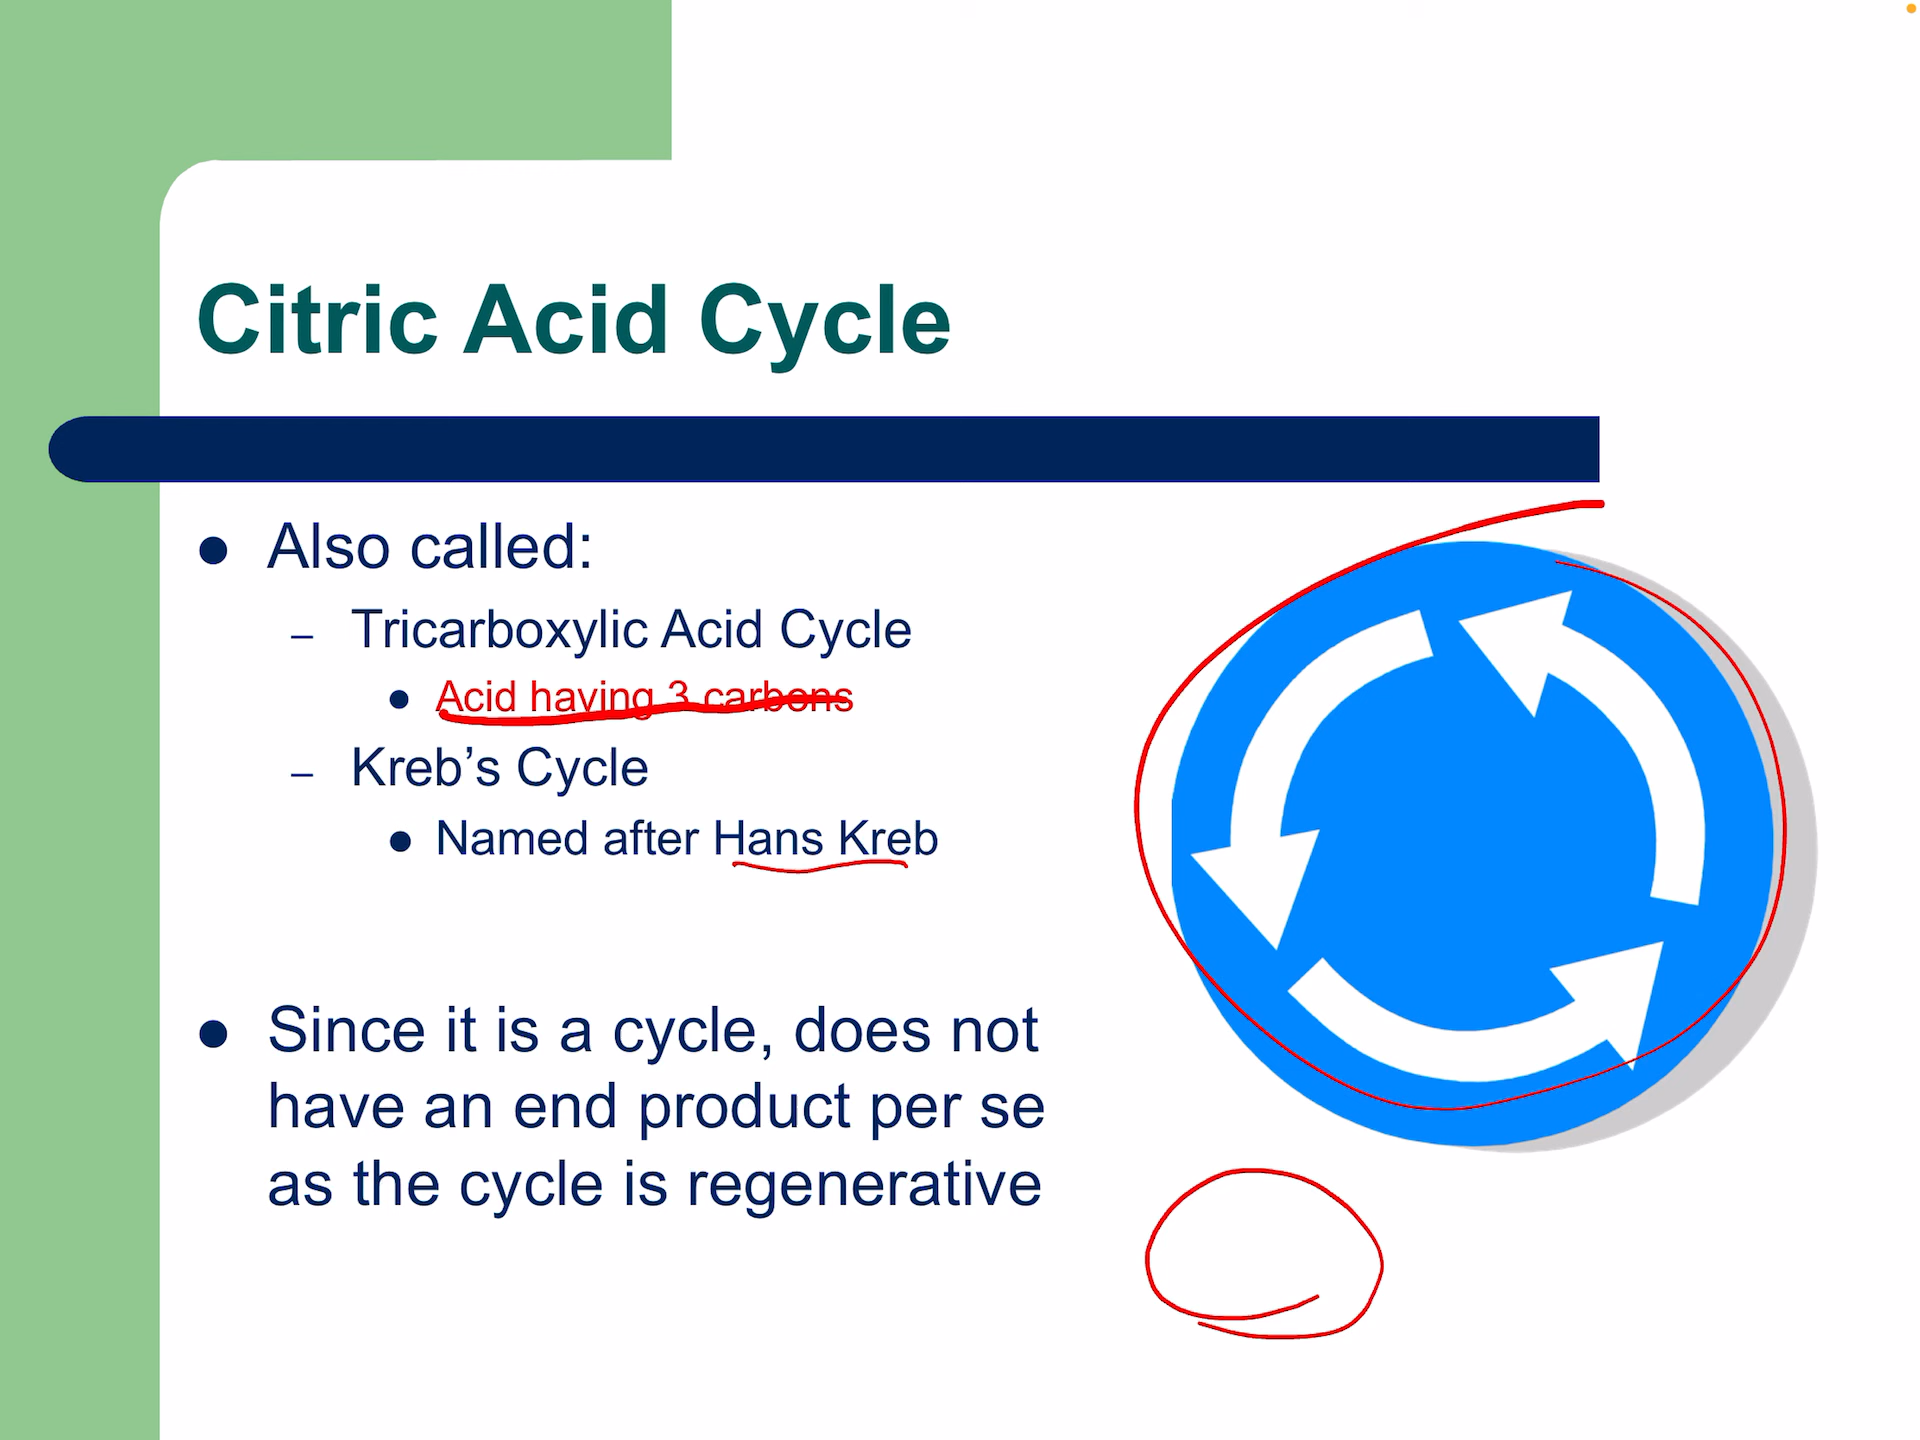 Citric Acid Cycle
● Also called:
– Tricarboxylic Acid Cycle
● Acid having 3 carbons
– Kreb’s Cycle
● Named after Hans Kreb
● Since it is a cycle, does not
have an end product per se
as the cycle is regenerative